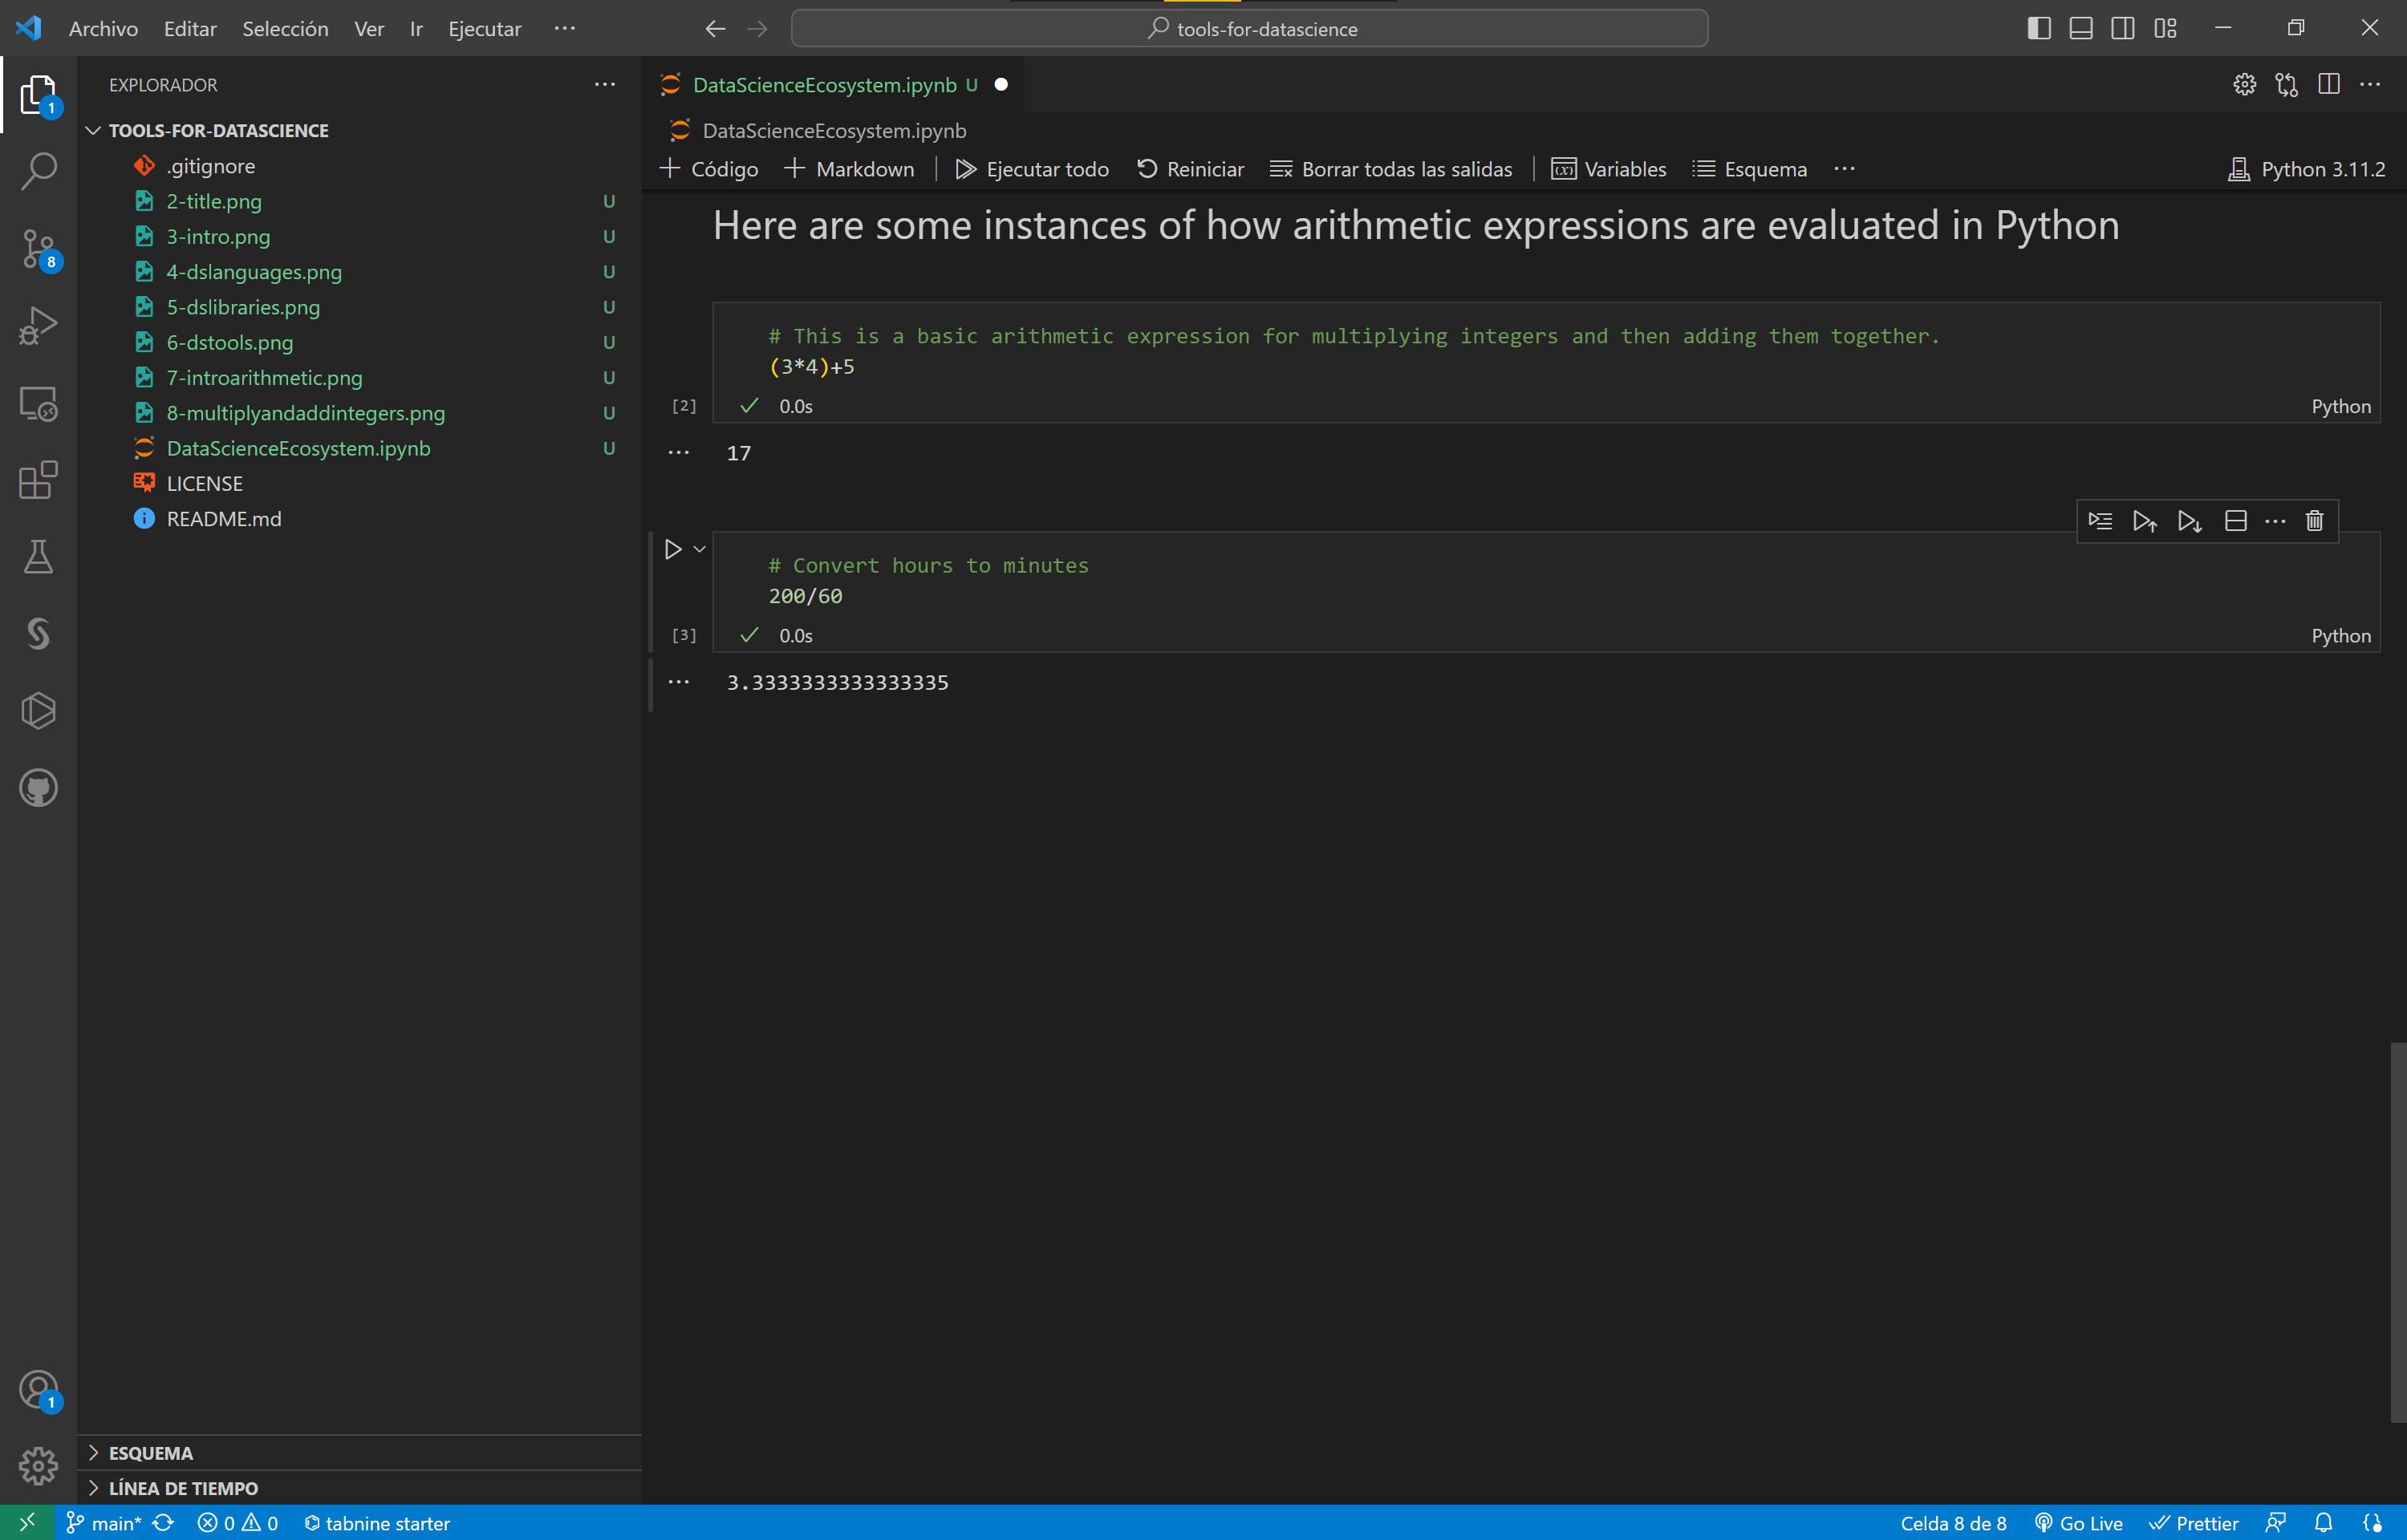 Archivo Editar Selección Ver Ir Ejecutar ···
tools-for-datascience
1
8
1
EXPLORADOR ···
TOOLS-FOR-DATASCIENCE
.gitignore
2-title.png U
3-intro.png U
4-dslanguages.png U
5-dslibraries.png U
6-dstools.png U
7-introarithmetic.png U
8-multiplyandaddintegers.png U
DataScienceEcosystem.ipynb U
LICENSE
README.md
ESQUEMA
LÍNEA DE TIEMPO
DataScienceEcosystem.ipynb U
DataScienceEcosystem.ipynb
Código Markdown Ejecutar todo Reiniciar Borrar todas las salidas Variables Esquema ··· Python 3.11.2
Here are some instances of how arithmetic expressions are evaluated in Python
# This is a basic arithmetic expression for multiplying integers and then adding them together.
(3*4)+5
[2] 0.0s Python
··· 17
# Convert hours to minutes
200/60
[3] 0.0s Python
··· 3.3333333333333335
main* 0 0 tabnine starter Celda 8 de 8 Go Live Prettier